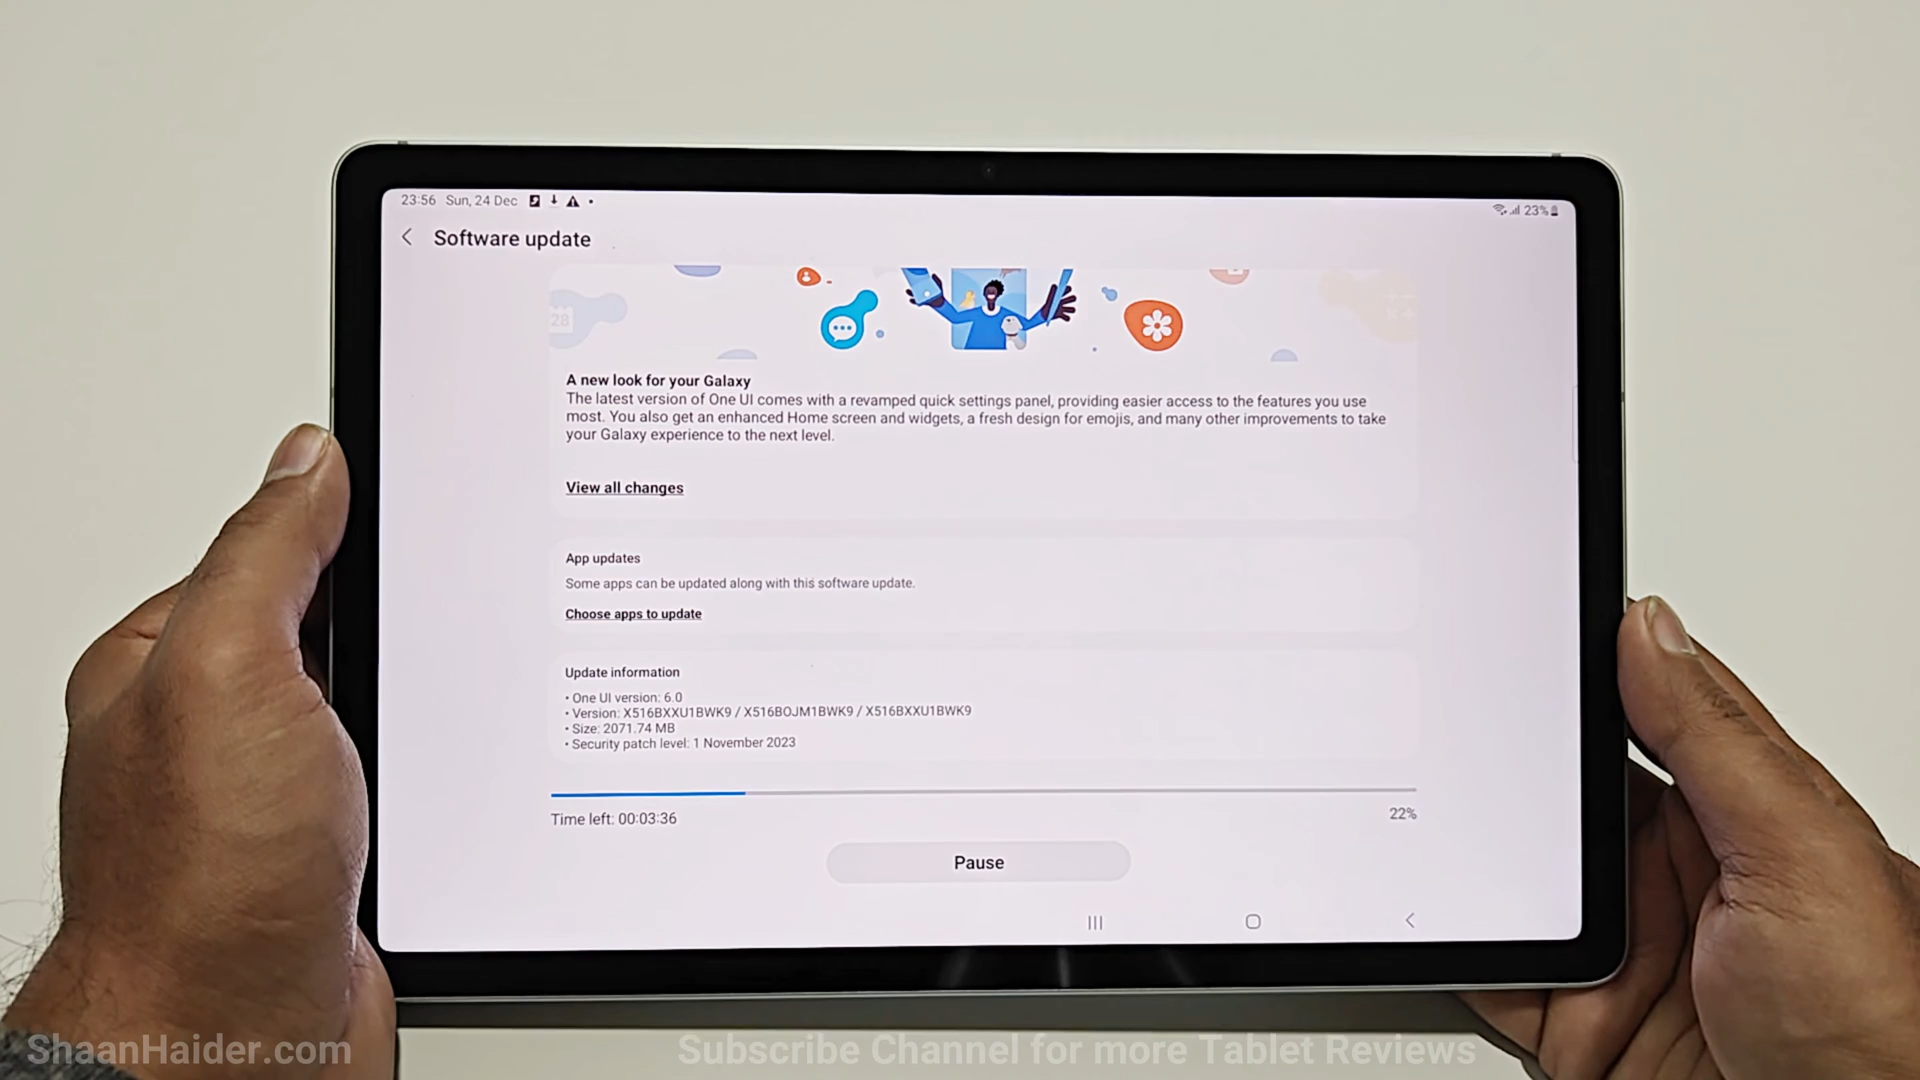 23:56 Sun, 24 Dec
23%
Software update
28
A new look for your Galaxy
The latest version of One UI comes with a revamped quick settings panel, providing easier access to the features you use
most. You also get an enhanced Home screen and widgets, a fresh design for emojis, and many other improvements to take
your Galaxy experience to the next level.
View all changes
App updates
Some apps can be updated along with this software update.
Choose apps to update
Update information
• One UI version: 6.0
• Version: X516BXXU1BWK9 / X516BOJM1BWK9 / X516BXXU1BWK9
• Size: 2071.74 MB
• Security patch level: 1 November 2023
Time left: 00:03:36
22%
Pause
ShaanHaider.com
Subscribe Channel for more Tablet Reviews